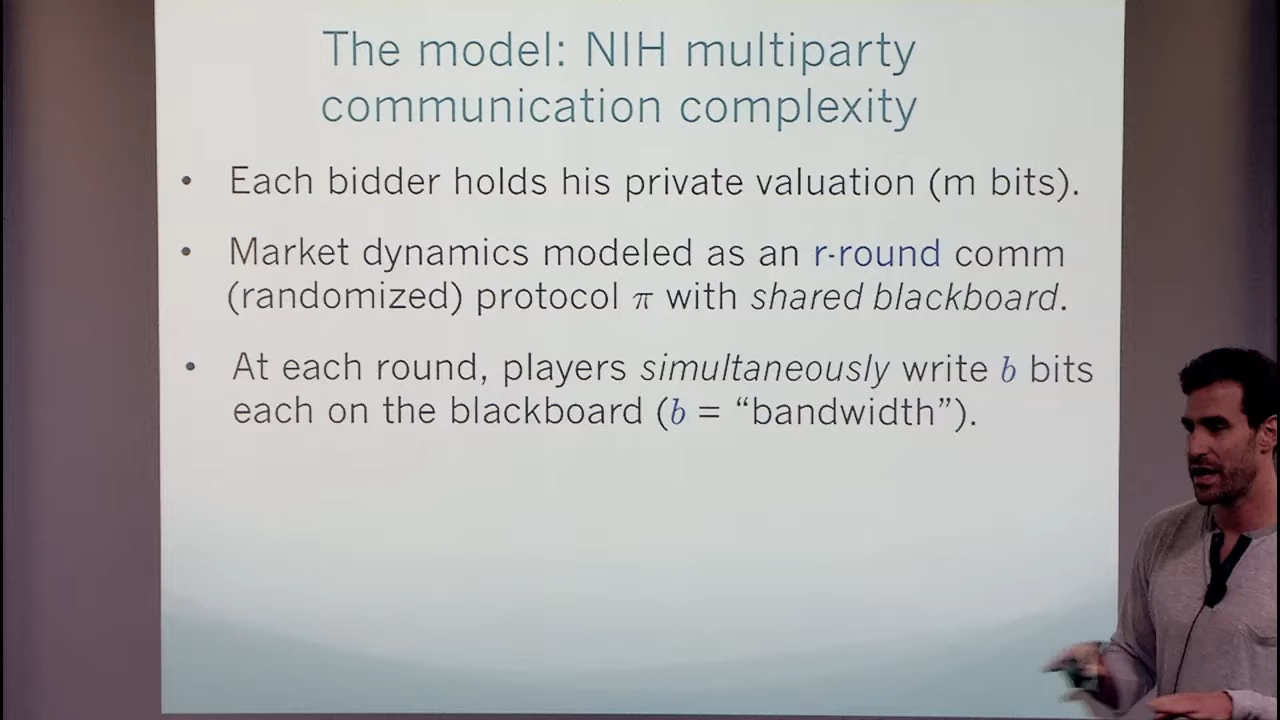 The model: NIH multiparty
communication complexity
• Each bidder holds his private valuation (m bits).
• Market dynamics modeled as an r-round comm
(randomized) protocol π with shared blackboard.
• At each round, players simultaneously write b bits
each on the blackboard (b = “bandwidth”).